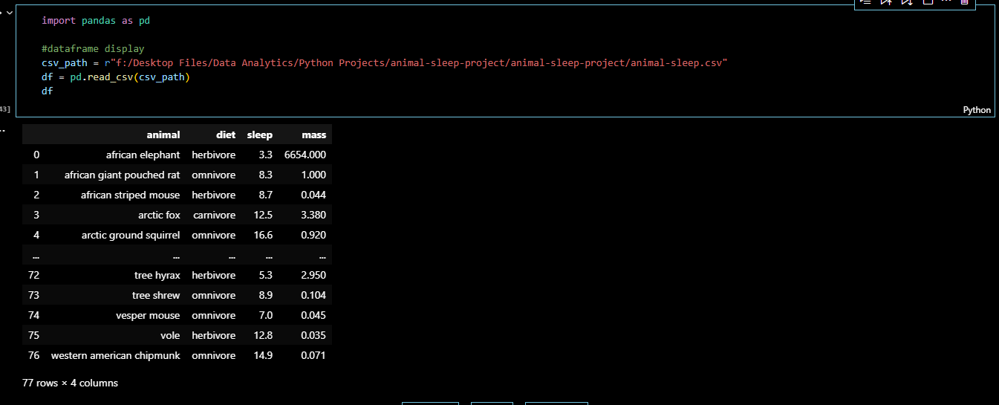 import pandas as pd
#dataframe display
csv_path = r"f:/Desktop Files/Data Analytics/Python Projects/animal-sleep-project/animal-sleep-project/animal-sleep.csv"
df = pd.read_csv(csv_path)
df
43]
Python
animal diet sleep mass
0 african elephant herbivore 3.3 6654.000
1 african giant pouched rat omnivore 8.3 1.000
2 african striped mouse herbivore 8.7 0.044
3 arctic fox carnivore 12.5 3.380
4 arctic ground squirrel omnivore 16.6 0.920
... ... ... ... ...
72 tree hyrax herbivore 5.3 2.950
73 tree shrew omnivore 8.9 0.104
74 vesper mouse omnivore 7.0 0.045
75 vole herbivore 12.8 0.035
76 western american chipmunk omnivore 14.9 0.071
77 rows × 4 columns